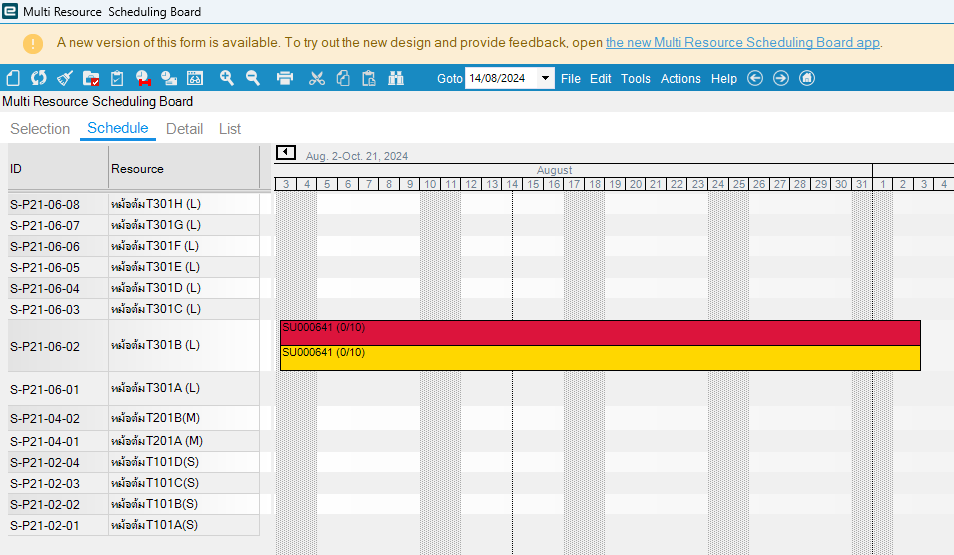 Multi Resource  Scheduling Board
A new version of this form is available. To try out the new design and provide feedback, open the new Multi Resource Scheduling Board app.
Goto 14/08/2024 File Edit Tools Actions Help
Multi Resource Scheduling Board
Selection Schedule Detail List
ID Resource
Aug. 2-Oct. 21, 2024
August
3 4 5 6 7 8 9 10 11 12 13 14 15 16 17 18 19 20 21 22 23 24 25 26 27 28 29 30 31 1 2 3 4
S-P21-06-08 หม้อต้มT301H (L)
S-P21-06-07 หม้อต้มT301G (L)
S-P21-06-06 หม้อต้มT301F (L)
S-P21-06-05 หม้อต้มT301E (L)
S-P21-06-04 หม้อต้มT301D (L)
S-P21-06-03 หม้อต้มT301C (L)
SU000641 (0/10)
S-P21-06-02 หม้อต้มT301B (L)
SU000641 (0/10)
S-P21-06-01 หม้อต้มT301A (L)
S-P21-04-02 หม้อต้มT201B(M)
S-P21-04-01 หม้อต้มT201A (M)
S-P21-02-04 หม้อต้มT101D(S)
S-P21-02-03 หม้อต้มT101C(S)
S-P21-02-02 หม้อต้มT101B(S)
S-P21-02-01 หม้อต้มT101A(S)